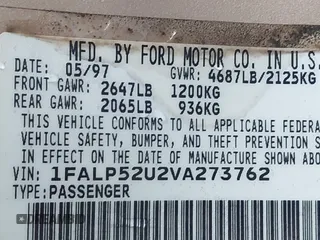 MFD. BY FORD MOTOR CO. IN U.S.
05/97 GVWR: 4687LB/2125KG
FRONT GAWR: 2647LB 1200KG
REAR GAWR: 2065LB 936KG
THIS VEHICLE CONFORMS TO ALL APPLICABLE FEDERA
VEHICLE SAFETY, BUMPER, AND THEFT PREVENTION S
IN EFFECT ON THE DATE OF MANUFACTURE SHOWN ABO
VIN: 1FALP52U2VA273762
TYPE: PASSENGER
DREAMBID